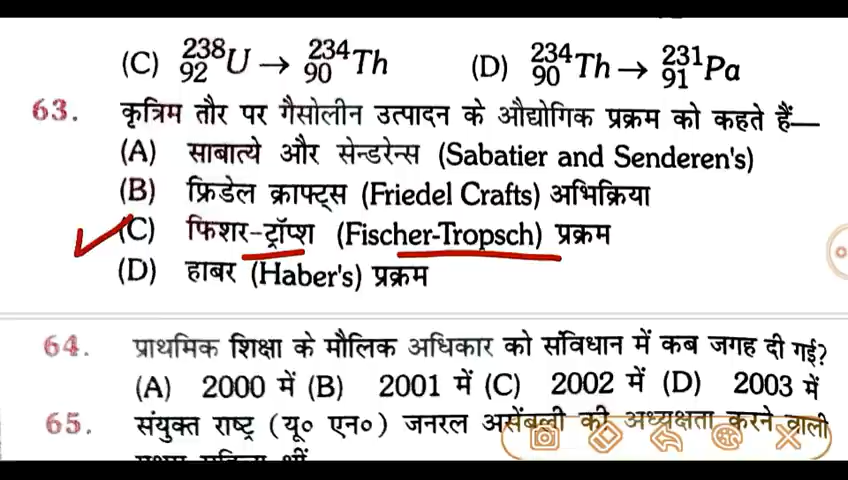 (C) ²³⁸₉₂U → ²³⁴₉₀Th (D) ²³⁴₉₀Th → ²³¹₉₁Pa
63. कृत्रिम तौर पर गैसोलीन उत्पादन के औद्योगिक प्रक्रम को कहते हैं—
(A) साबात्ये और सेन्डरेन्स (Sabatier and Senderen's)
(B) फ्रिडेल क्राफ्ट्स (Friedel Crafts) अभिक्रिया
(C) फिशर-ट्रॉप्श (Fischer-Tropsch) प्रक्रम
(D) हाबर (Haber's) प्रक्रम
64. प्राथमिक शिक्षा के मौलिक अधिकार को संविधान में कब जगह दी गई?
(A) 2000 में (B) 2001 में (C) 2002 में (D) 2003 में
65. संयुक्त राष्ट्र (यू० एन०) जनरल असेंबली की अध्यक्षता करने वाली